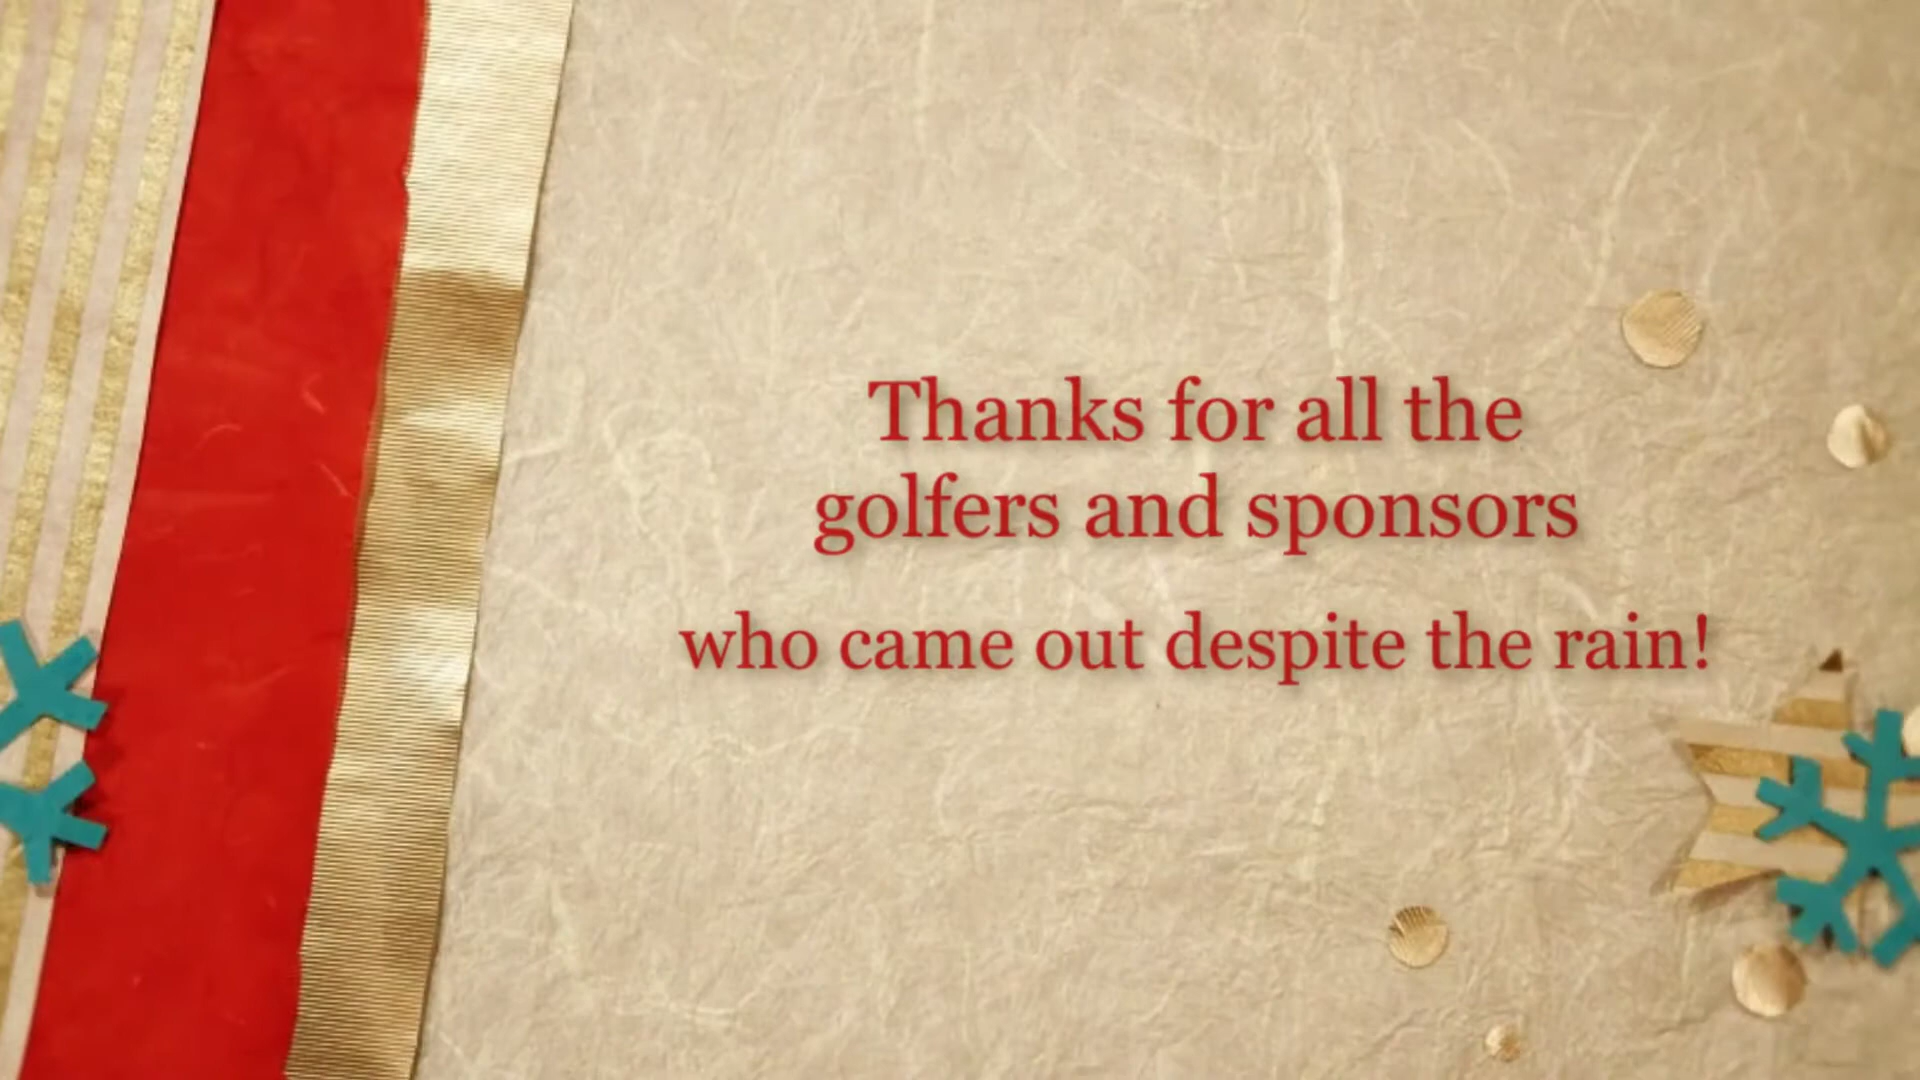 Thanks for all the
golfers and sponsors
who came out despite the rain!